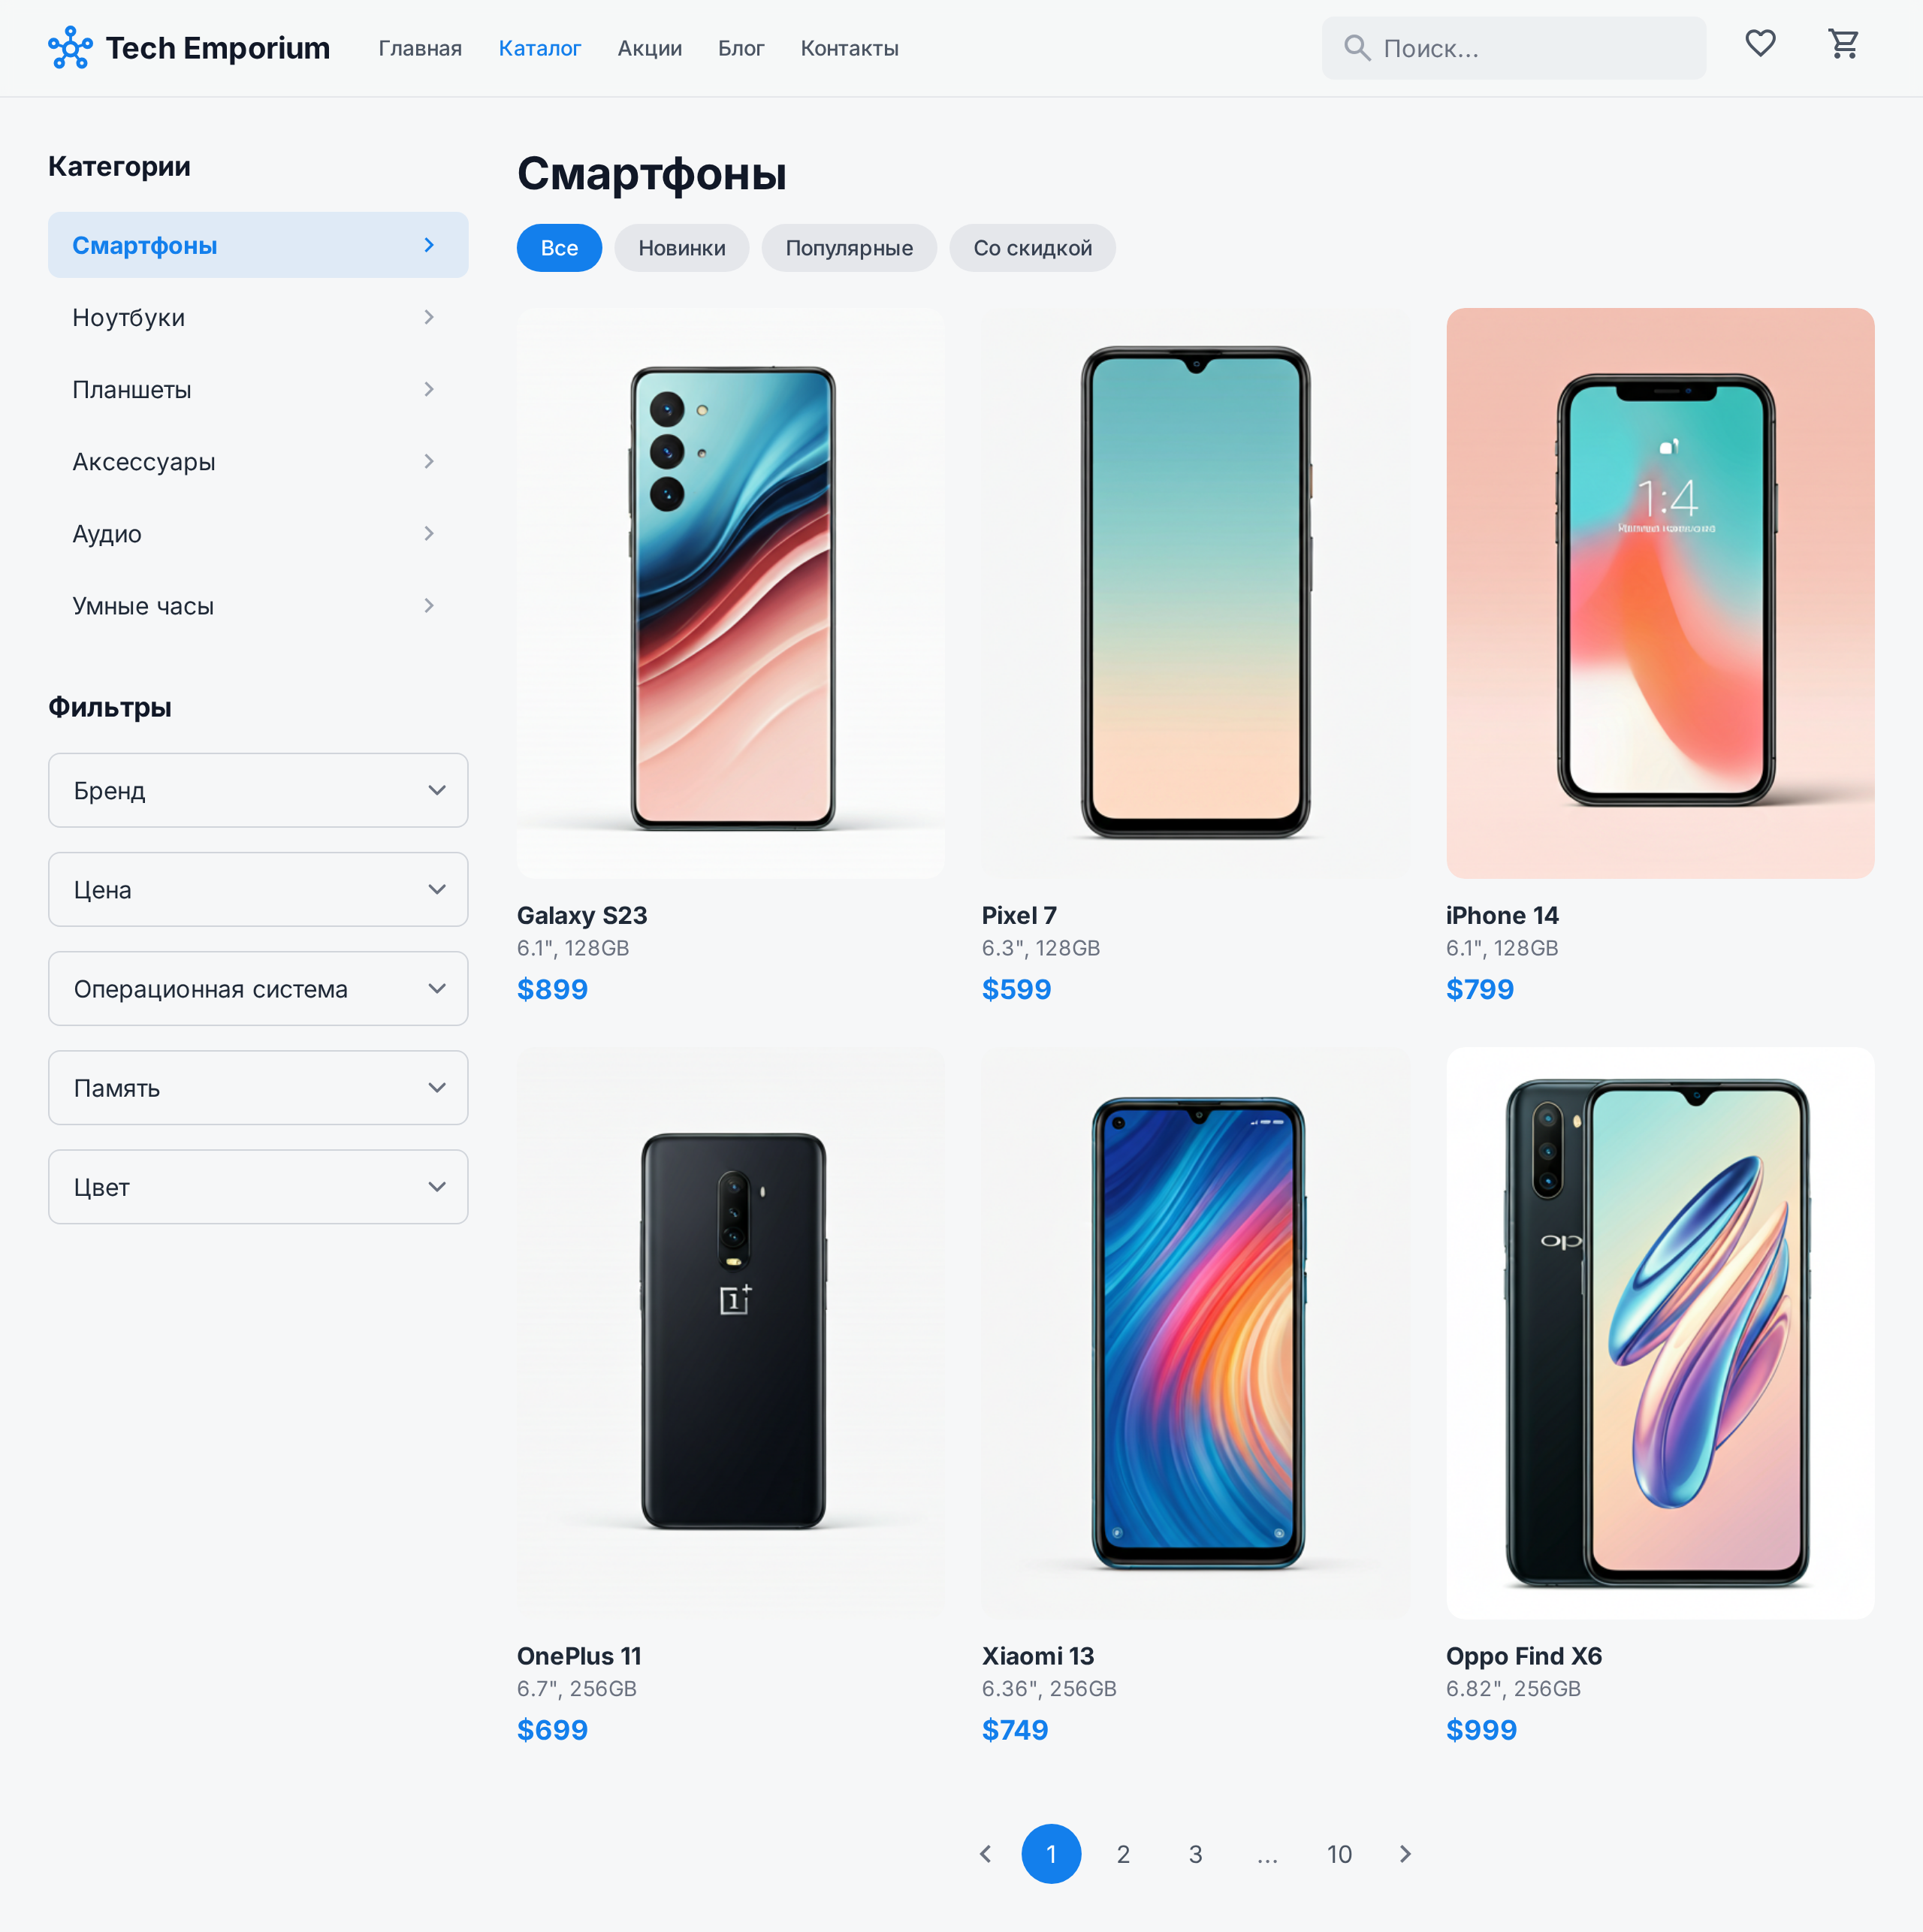 Tech Emporium
Главная
Каталог
Акции
Блог
Контакты
Поиск...
Категории
Смартфоны
Ноутбуки
Планшеты
Аксессуары
Аудио
Умные часы
Фильтры
Бренд
Цена
Операционная система
Память
Цвет
Смартфоны
Все
Новинки
Популярные
Со скидкой
1:4
Galaxy S23
6.1", 128GB
$899
Pixel 7
6.3", 128GB
$599
iPhone 14
6.1", 128GB
$799
1+
op
OnePlus 11
6.7", 256GB
$699
Xiaomi 13
6.36", 256GB
$749
Oppo Find X6
6.82", 256GB
$999
1
2
3
...
10